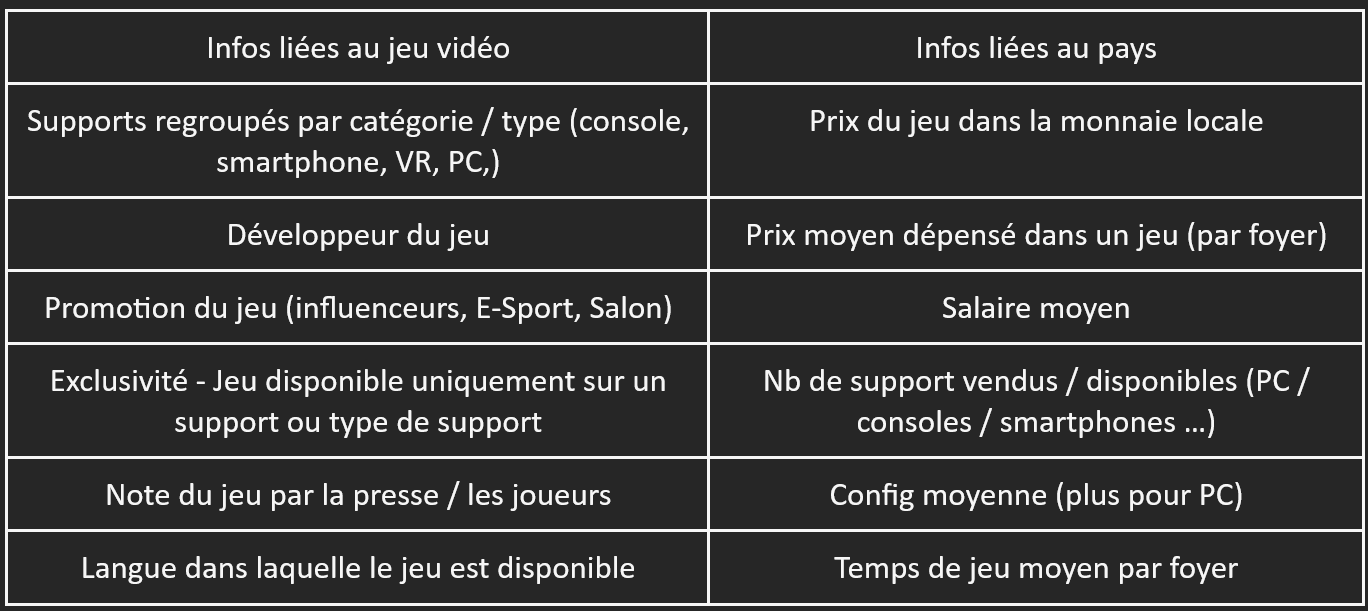 Infos liées au jeu vidéo
Infos liées au pays
Supports regroupés par catégorie / type (console,
smartphone, VR, PC,)
Prix du jeu dans la monnaie locale
Développeur du jeu
Prix moyen dépensé dans un jeu (par foyer)
Promotion du jeu (influenceurs, E-Sport, Salon)
Salaire moyen
Exclusivité - Jeu disponible uniquement sur un
support ou type de support
Nb de support vendus / disponibles (PC /
consoles / smartphones ...)
Note du jeu par la presse / les joueurs
Config moyenne (plus pour PC)
Langue dans laquelle le jeu est disponible
Temps de jeu moyen par foyer